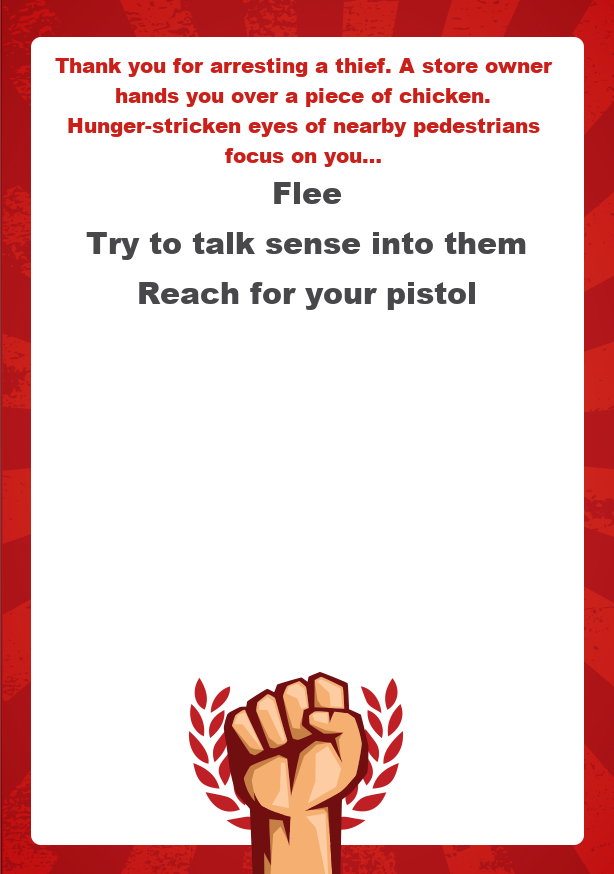 Thank you for arresting a thief. A store owner
hands you over a piece of chicken.
Hunger-stricken eyes of nearby pedestrians
focus on you...
Flee
Try to talk sense into them
Reach for your pistol